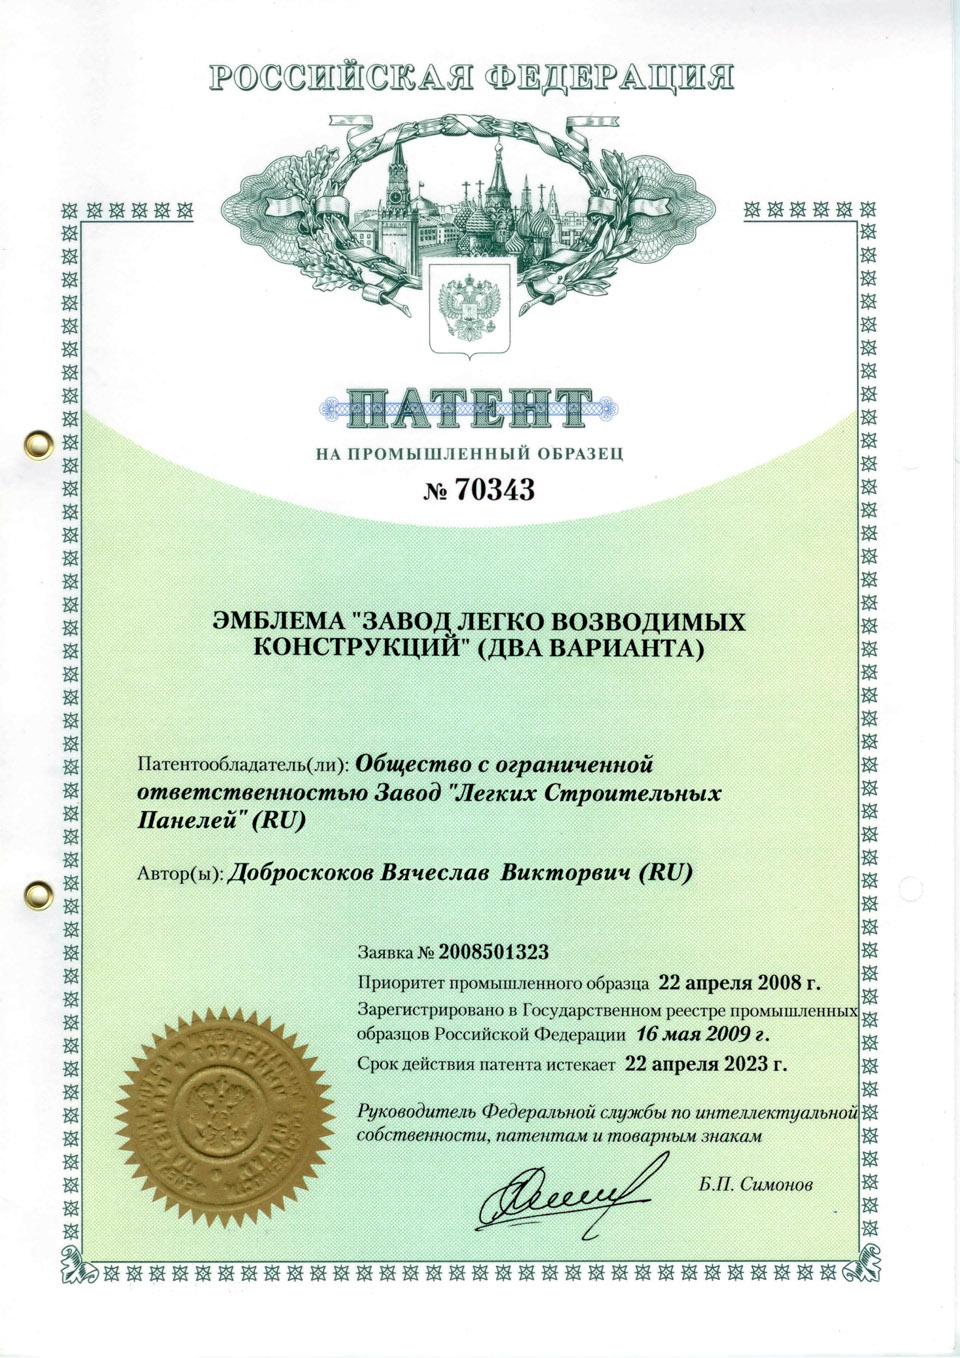 РОССИЙСКАЯ ФЕДЕРАЦИЯ
ПАТЕНТ
НА ПРОМЫШЛЕННЫЙ ОБРАЗЕЦ
№ 70343
ЭМБЛЕМА "ЗАВОД ЛЕГКО ВОЗВОДИМЫХ
КОНСТРУКЦИЙ" (ДВА ВАРИАНТА)
Патентообладатель(ли): Общество с ограниченной
ответственностью Завод "Легких Строительных
Панелей" (RU)
Автор(ы): Доброскоков Вячеслав Викторвич (RU)
Заявка № 2008501323
Приоритет промышленного образца 22 апреля 2008 г.
Зарегистрировано в Государственном реестре промышленных
образцов Российской Федерации 16 мая 2009 г.
Срок действия патента истекает 22 апреля 2023 г.
Руководитель Федеральной службы по интеллектуальной
собственности, патентам и товарным знакам
Б.П. Симонов